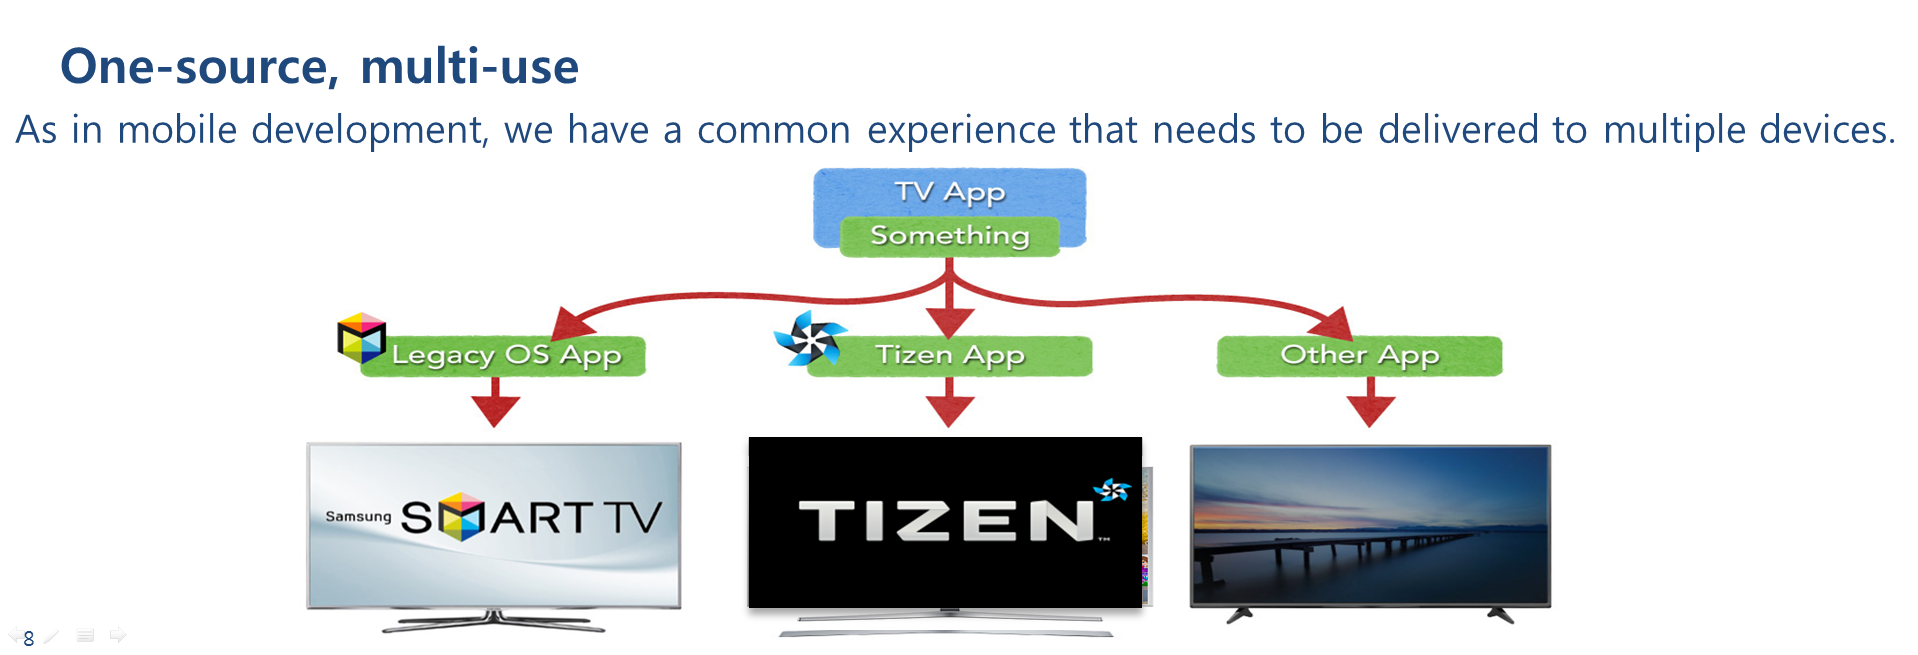 One-source, multi-use
As in mobile development, we have a common experience that needs to be delivered to multiple devices.
TV App
Something
Legacy OS App
Tizen App
Other App
Samsung SMART TV
TIZEN™
8